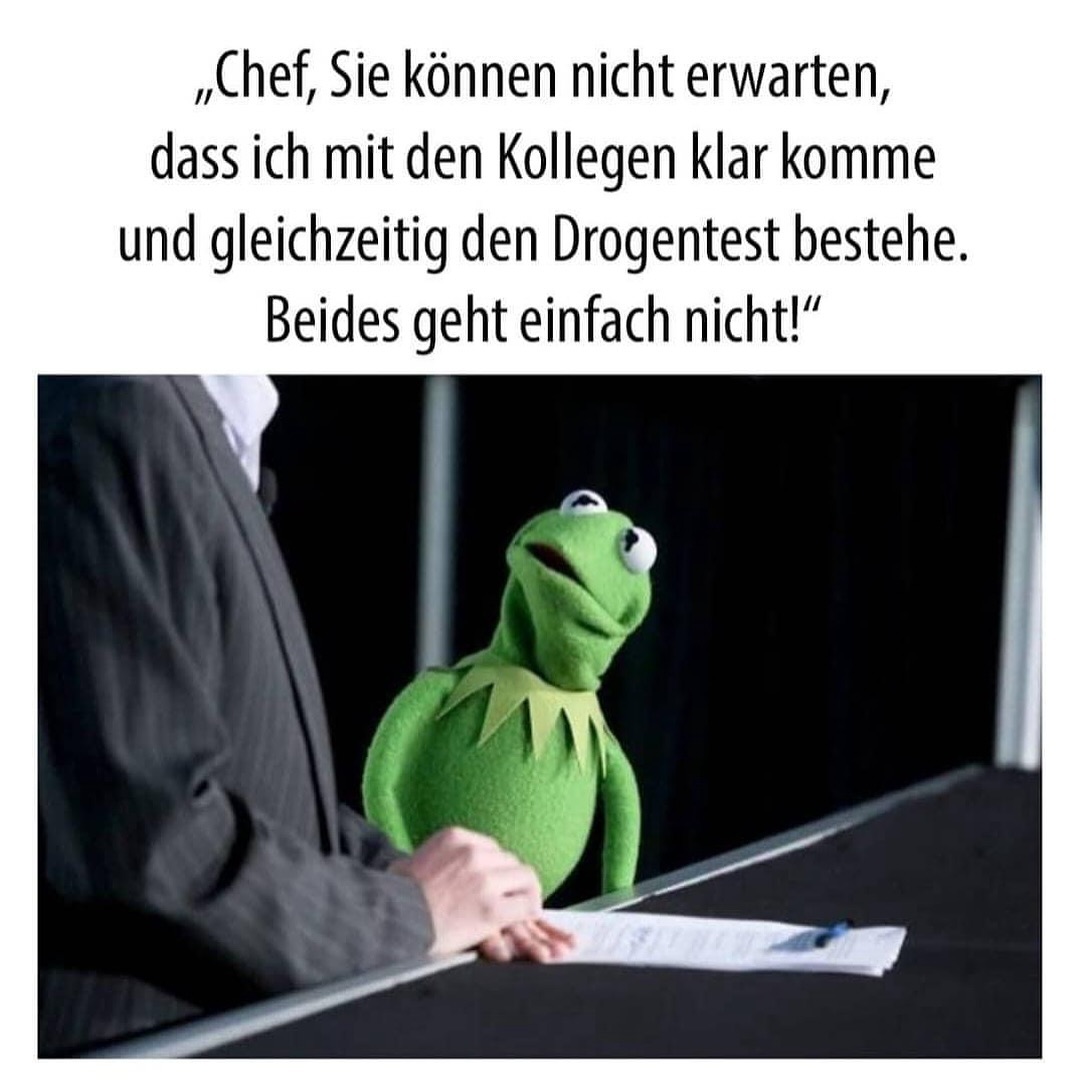 „Chef, Sie können nicht erwarten,
dass ich mit den Kollegen klar komme
und gleichzeitig den Drogentest bestehe.
Beides geht einfach nicht!“